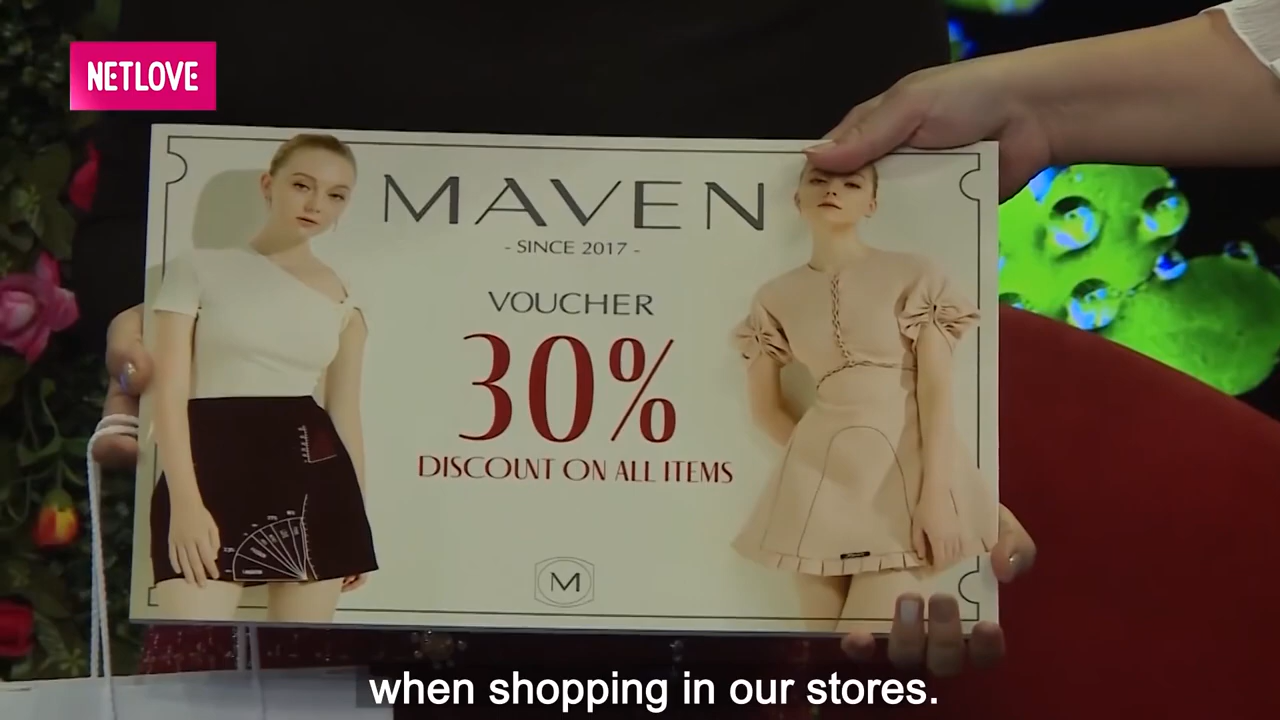 NETLOVE
MAVEN
- SINCE 2017 -
VOUCHER
30%
DISCOUNT ON ALL ITEMS
M
when shopping in our stores.